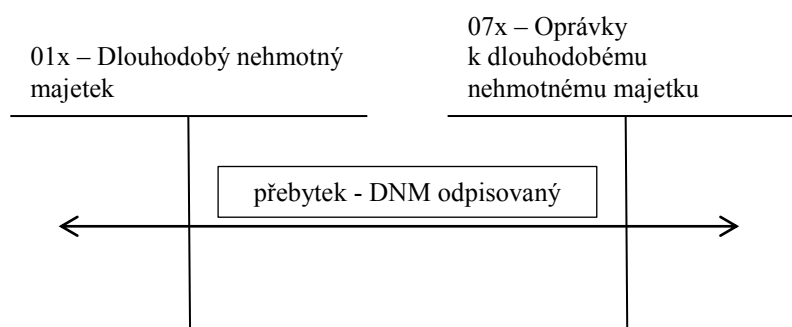 01x – Dlouhodobý nehmotný
majetek
07x – Oprávky
k dlouhodobému
nehmotnému majetku
přebytek - DNM odpisovaný